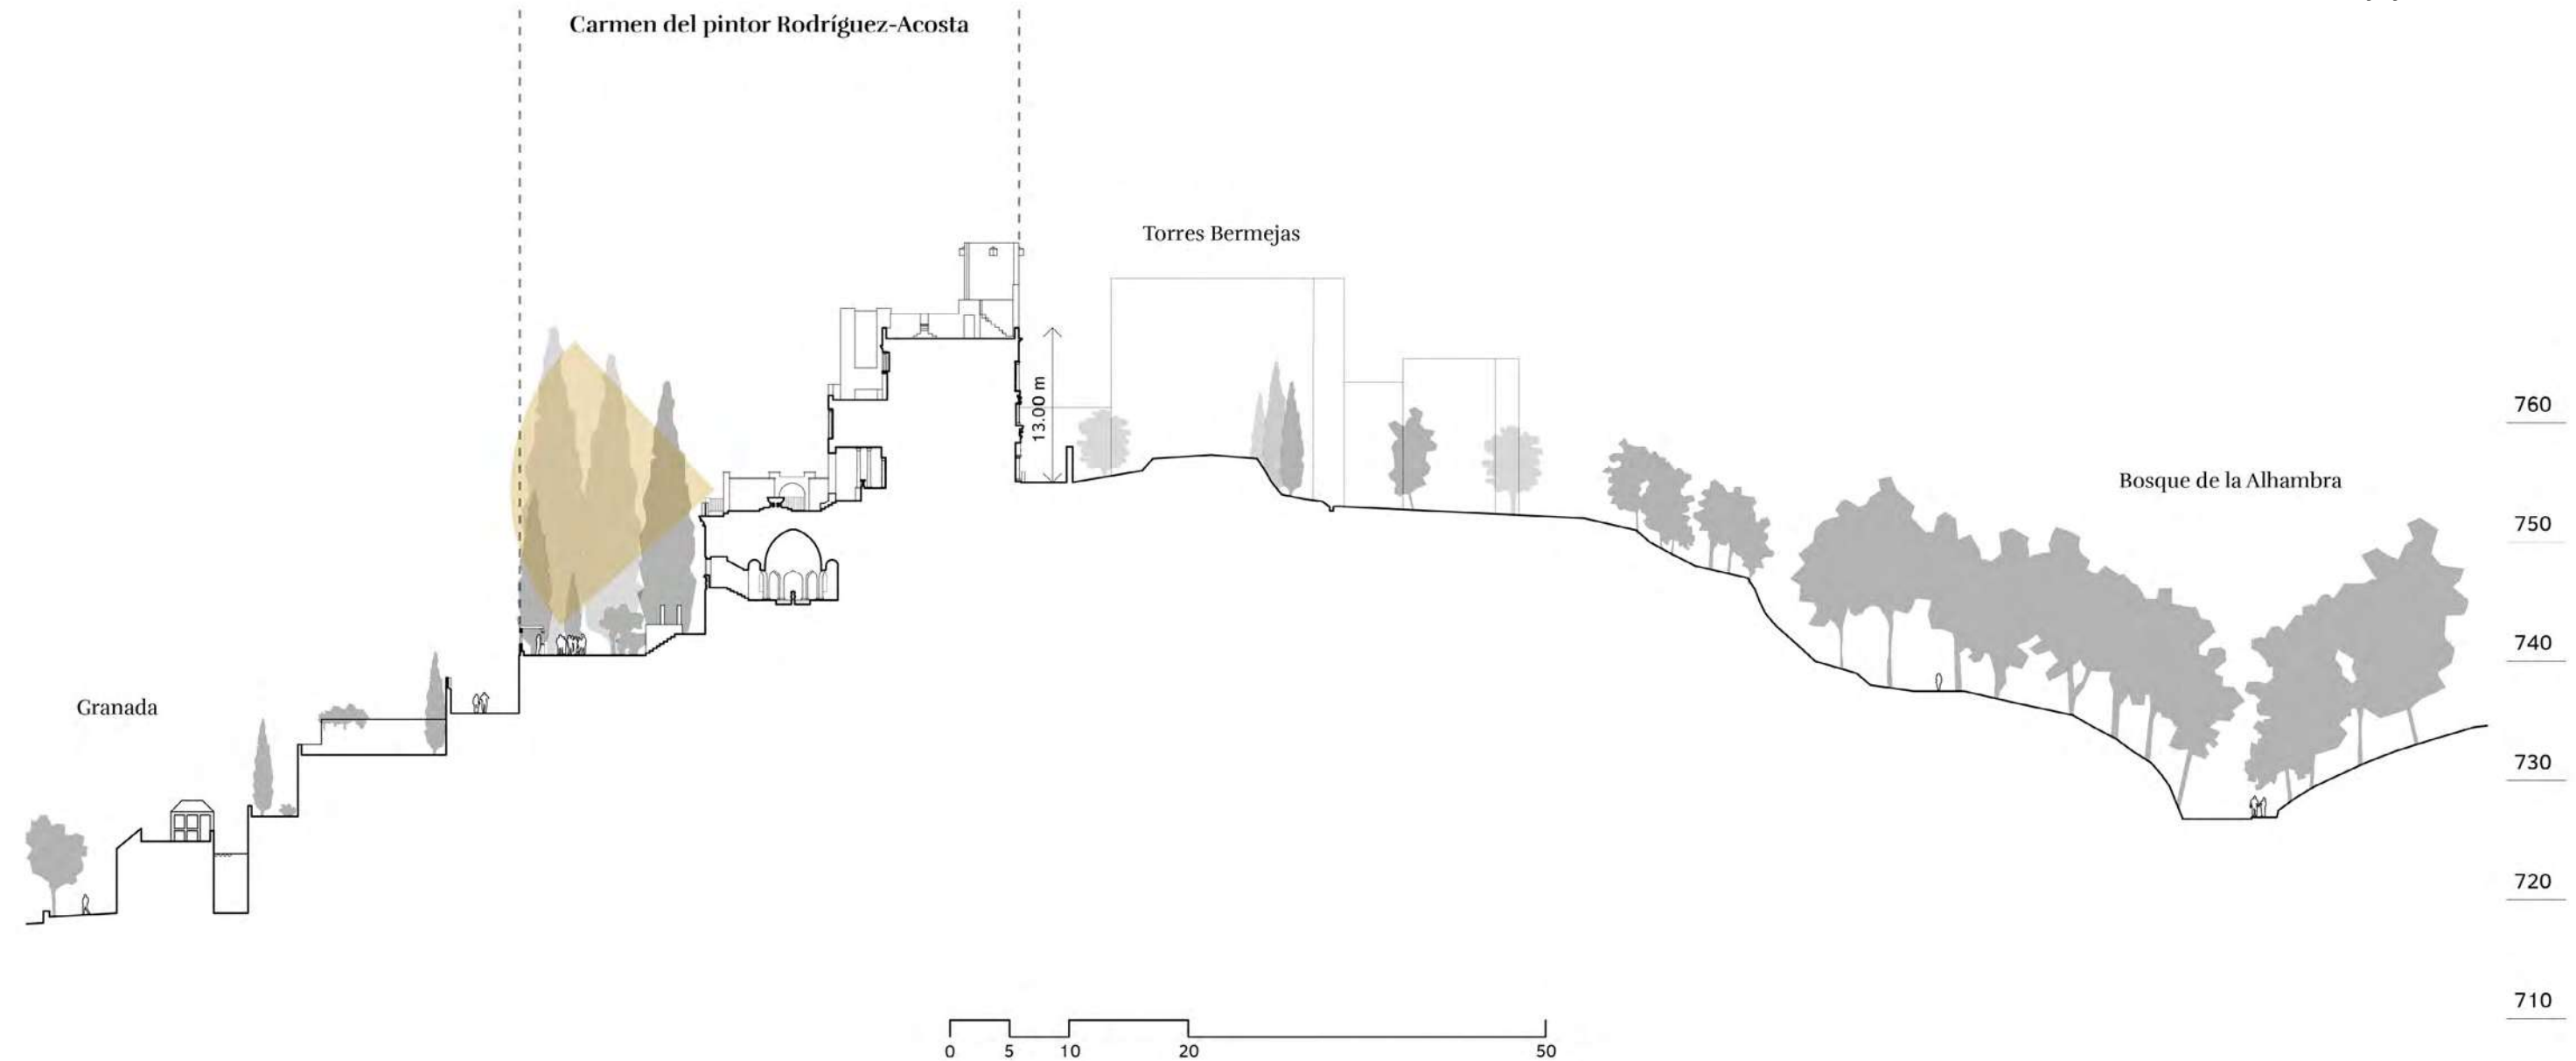 Carmen del pintor Rodríguez-Acosta
Torres Bermejas
13.00 m
760
Bosque de la Alhambra
750
740
Granada
730
720
710
0 5 10 20 50